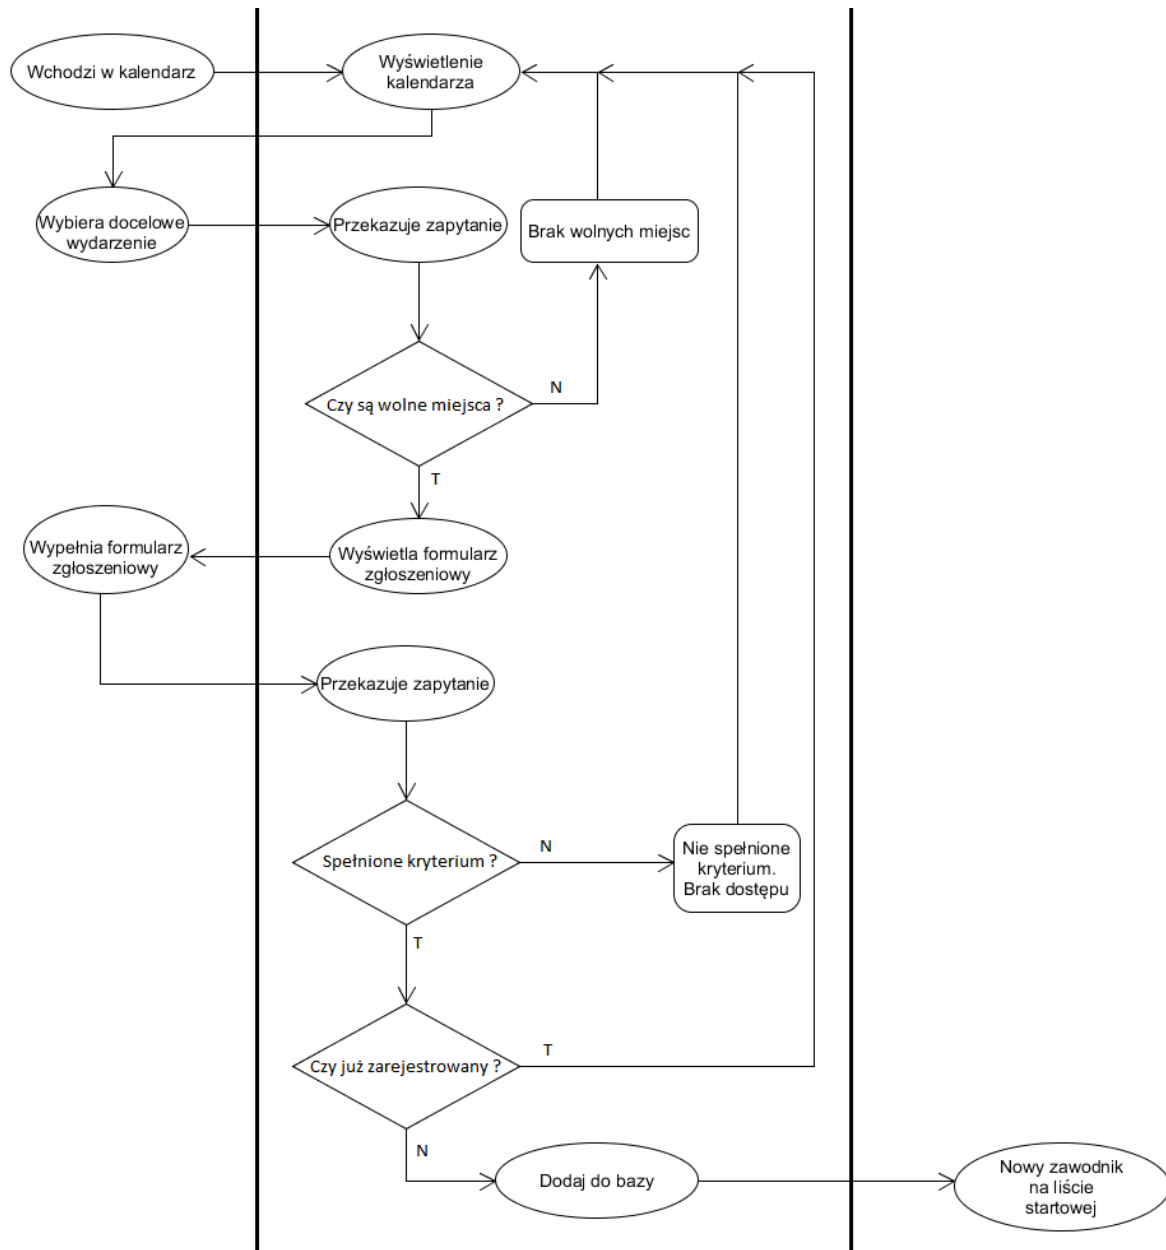 Wchodzi w kalendarz
Wyświetlenie
kalendarza
Wybiera docelowe
wydarzenie
Przekazuje zapytanie
Brak wolnych miejsc
Czy są wolne miejsca ?
N
T
Wypełnia formularz
zgłoszeniowy
Wyświetla formularz
zgłoszeniowy
Przekazuje zapytanie
Spełnione kryterium ?
N
Nie spełnione
kryterium.
Brak dostępu
T
Czy już zarejestrowany ?
T
N
Dodaj do bazy
Nowy zawodnik
na liście
startowej